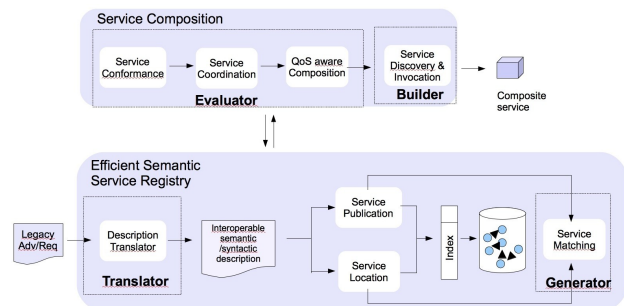 Service Composition
Service
Conformance
Service
Coordination
QoS aware
Composition
Evaluator
Service
Discovery &
Invocation
Builder
Composite
service
Efficient Semantic
Service Registry
Legacy
Adv/Req
Description
Translator
Translator
Interoperable
semantic
/syntactic
description
Service
Publication
Service
Location
Index
Service
Matching
Generator